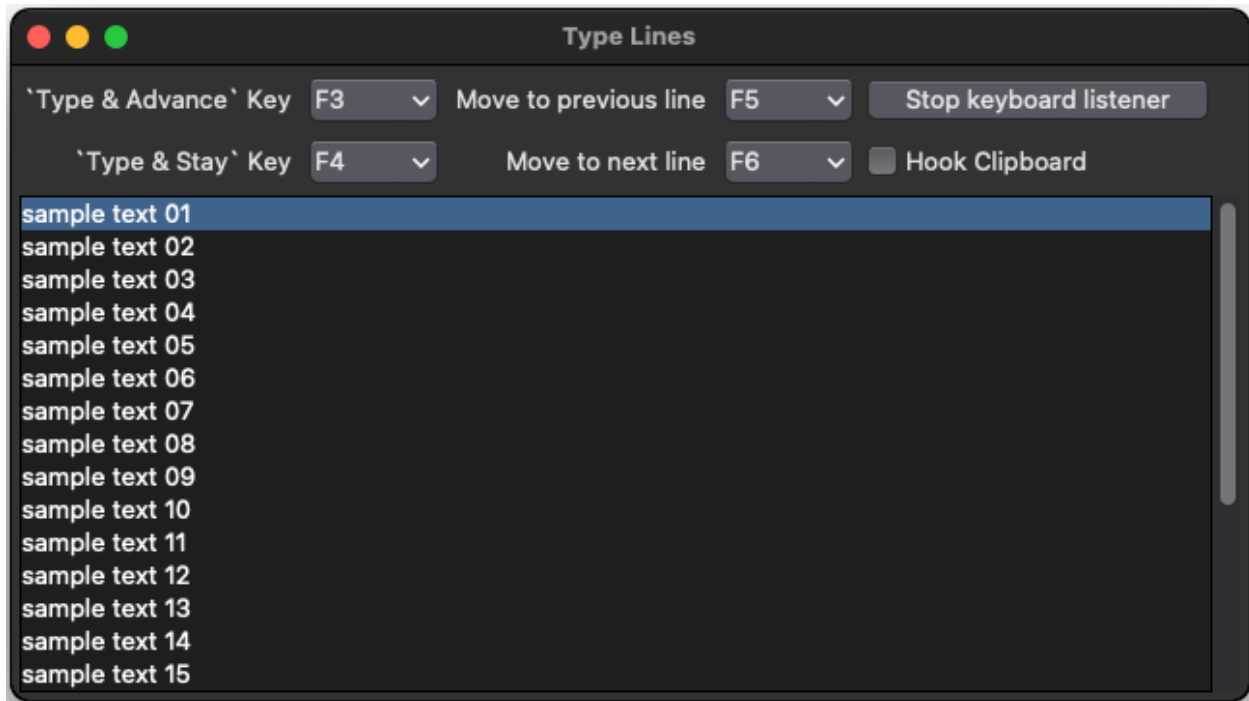 Type Lines
`Type & Advance` Key F3 Move to previous line F5 Stop keyboard listener
`Type & Stay` Key F4 Move to next line F6 Hook Clipboard
sample text 01
sample text 02
sample text 03
sample text 04
sample text 05
sample text 06
sample text 07
sample text 08
sample text 09
sample text 10
sample text 11
sample text 12
sample text 13
sample text 14
sample text 15